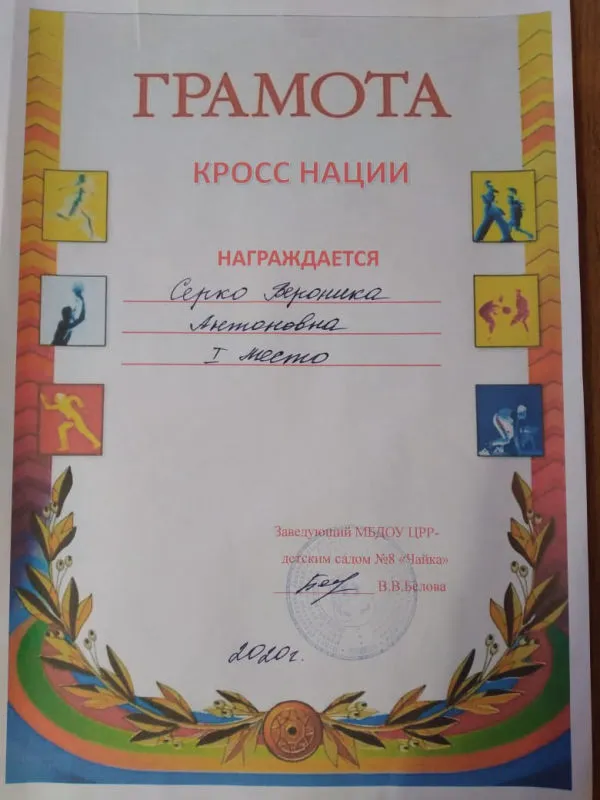 ГРАМОТА
КРОСС НАЦИИ
НАГРАЖДАЕТСЯ
Серко Вероника
Антоновна
I место
Заведующий МБДОУ ЦРР-
детским садом №8 «Чайка»
В.В.Белова
2020г.